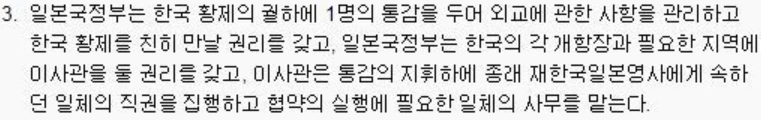 3. 일본국정부는 한국 황제의 궐하에 1명의 통감을 두어 외교에 관한 사항을 관리하고
한국 황제를 친히 만날 권리를 갖고, 일본국정부는 한국의 각 개항장과 필요한 지역에
이사관을 둘 권리를 갖고, 이사관은 통감의 지휘하에 종래 재한국일본영사에게 속하
던 일체의 직권을 집행하고 협약의 실행에 필요한 일체의 사무를 맡는다.